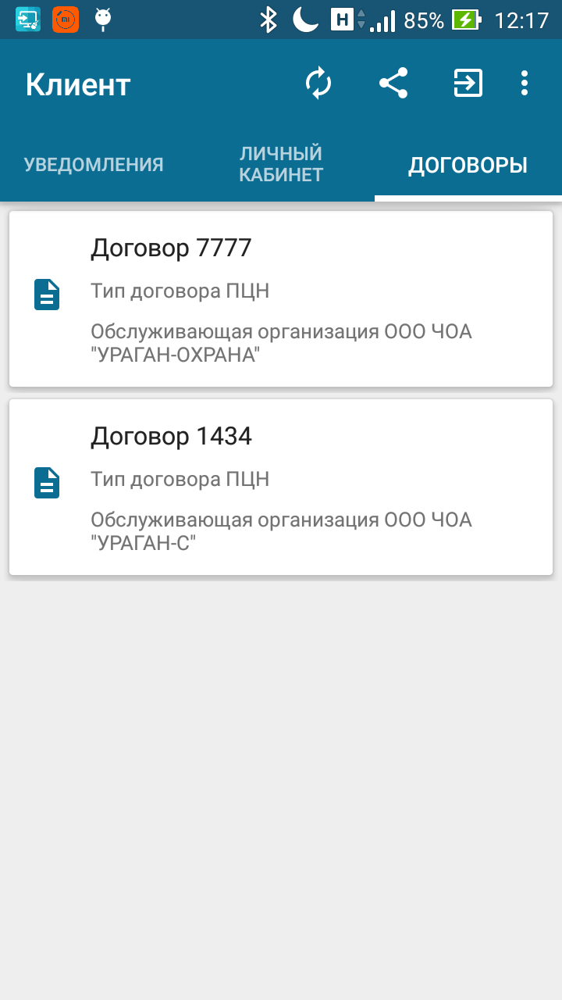 85% 12:17
Клиент
УВЕДОМЛЕНИЯ
ЛИЧНЫЙ
КАБИНЕТ
ДОГОВОРЫ
Договор 7777
Тип договора ПЦН
Обслуживающая организация ООО ЧОА
"УРАГАН-ОХРАНА"
Договор 1434
Тип договора ПЦН
Обслуживающая организация ООО ЧОА
"УРАГАН-С"